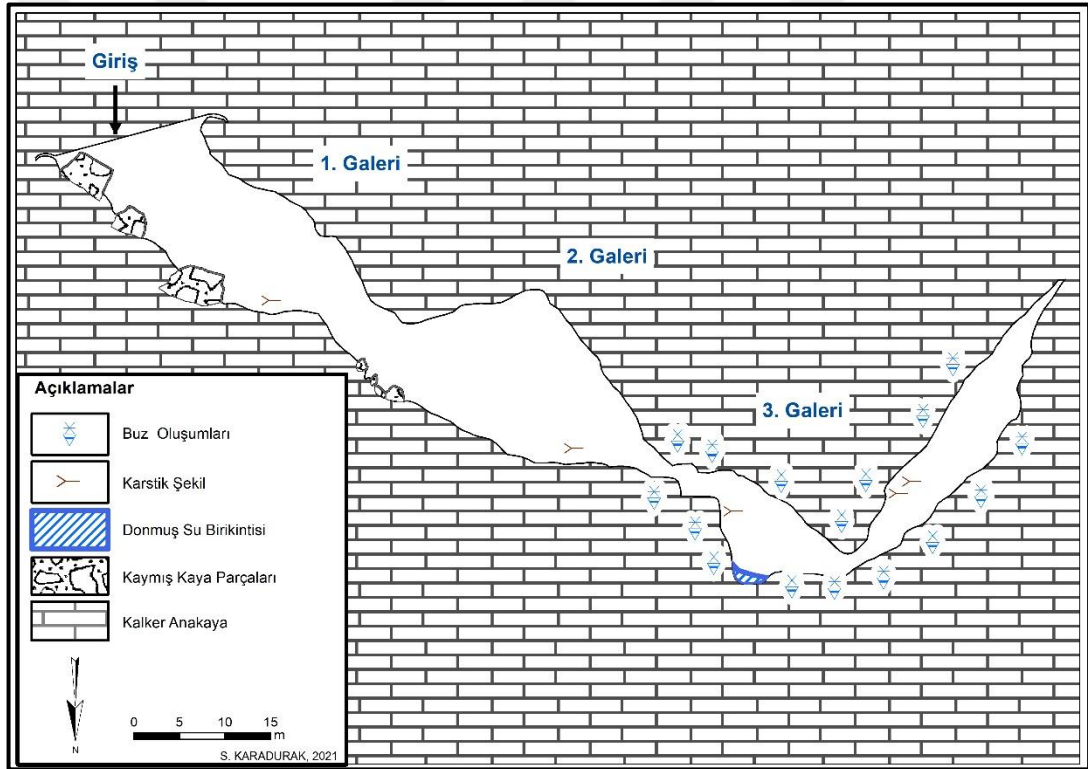 Giriş
1. Galeri
2. Galeri
3. Galeri
Açıklamalar
Buz Oluşumları
Karstik Şekil
Donmuş Su Birikintisi
Kaymış Kaya Parçaları
Kalker Anakaya
N
0 5 10 15
m
S. KARADURAK, 2021